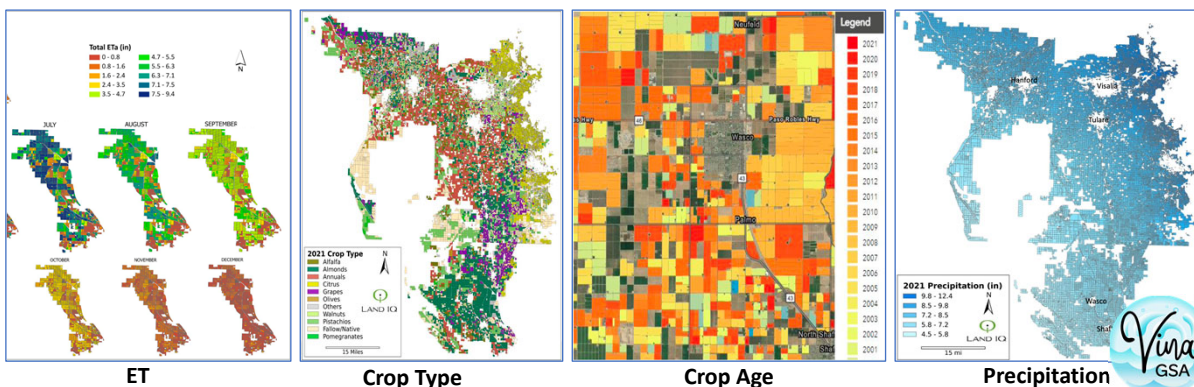 Total ETa (in)
0 - 0.8
0.8 - 1.6
1.6 - 2.4
2.4 - 3.5
3.5 - 4.7
4.7 - 5.5
5.5 - 6.3
6.3 - 7.1
7.1 - 7.5
7.5 - 9.4
N
JULY
AUGUST
SEPTEMBER
OCTOBER
NOVEMBER
DECEMBER
ET
2021 Crop Type
Alfalfa
Almonds
Annuals
Citrus
Grapes
Olives
Others
Walnuts
Pistachios
Fallow/Native
Pomegranates
N
LAND IQ
15 Miles
Crop Type
Neufeld
Legend
2021
2020
2019
2018
2017
2016
2015
2014
2013
2012
2011
2010
2009
2008
2007
2006
2005
2004
2003
2002
2001
les Hwy
46
Paso Robles Hwy
Wasco
43
Palmo
43
North Sha
Sha
Crop Age
Hanford
Visalia
Tulare
Wasco
Shaf
2021 Precipitation (in)
9.8 - 12.4
8.5 - 9.8
7.2 - 8.5
5.8 - 7.2
4.5 - 5.8
N
LAND IQ
15 mi
Precipitation
Vina
GSA